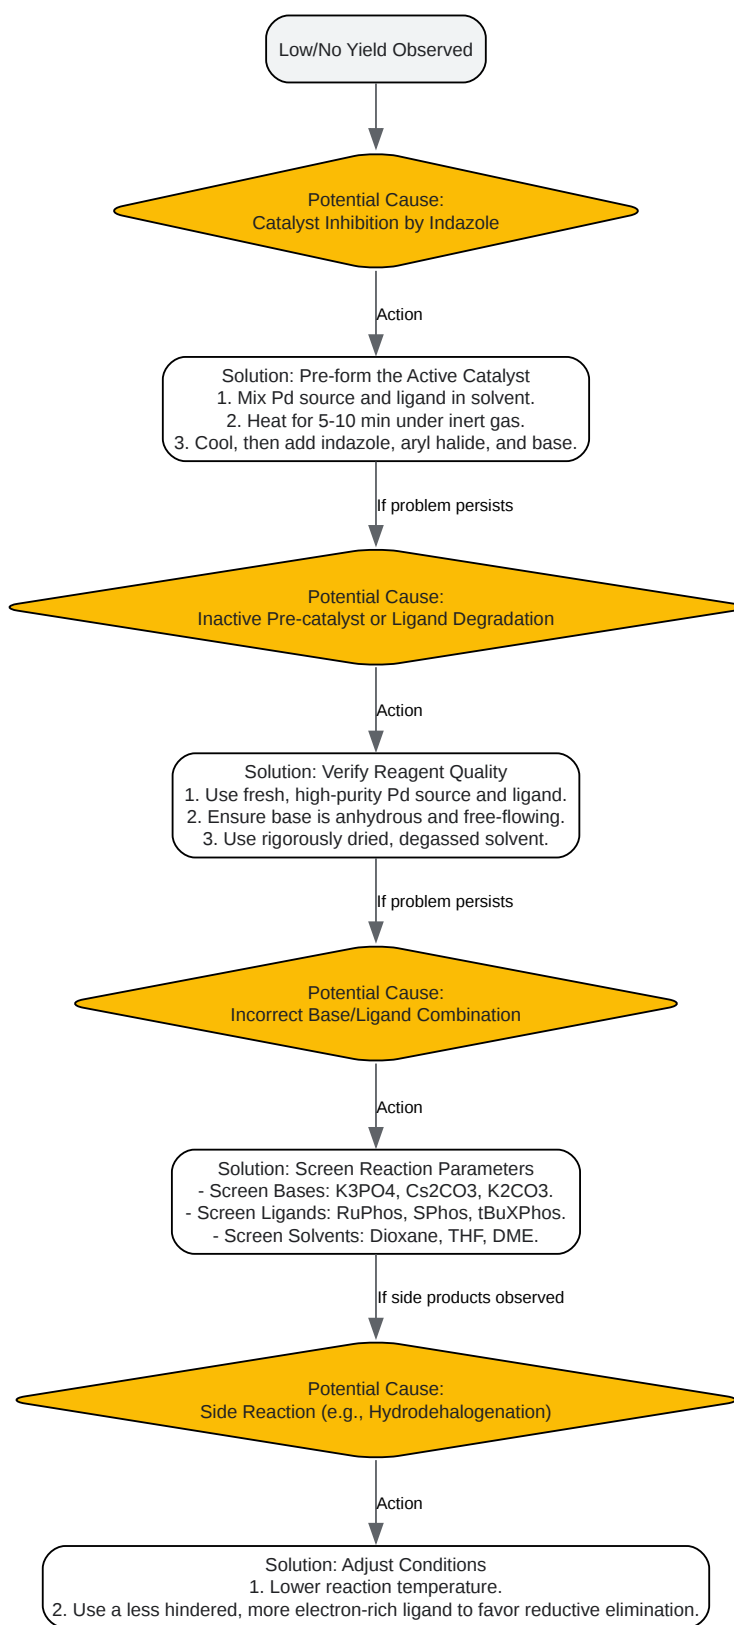 Low/No Yield Observed
Potential Cause:
Catalyst Inhibition by Indazole
Action
Solution: Pre-form the Active Catalyst
1. Mix Pd source and ligand in solvent.
2. Heat for 5-10 min under inert gas.
3. Cool, then add indazole, aryl halide, and base.
If problem persists
Potential Cause:
Inactive Pre-catalyst or Ligand Degradation
Action
Solution: Verify Reagent Quality
1. Use fresh, high-purity Pd source and ligand.
2. Ensure base is anhydrous and free-flowing.
3. Use rigorously dried, degassed solvent.
If problem persists
Potential Cause:
Incorrect Base/Ligand Combination
Action
Solution: Screen Reaction Parameters
- Screen Bases: K3PO4, Cs2CO3, K2CO3.
- Screen Ligands: RuPhos, SPhos, tBuXPhos.
- Screen Solvents: Dioxane, THF, DME.
If side products observed
Potential Cause:
Side Reaction (e.g., Hydrodehalogenation)
Action
Solution: Adjust Conditions
1. Lower reaction temperature.
2. Use a less hindered, more electron-rich ligand to favor reductive elimination.